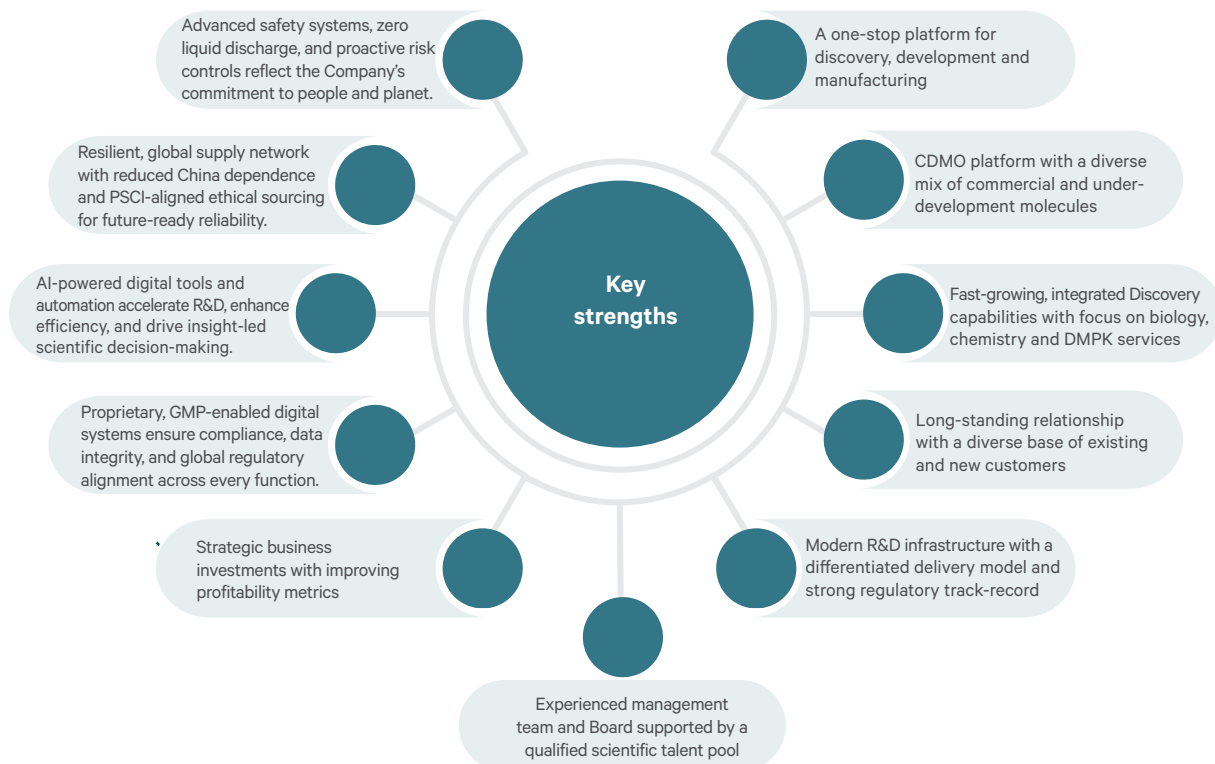 Key
strengths
A one-stop platform for
discovery, development and
manufacturing
CDMO platform with a diverse
mix of commercial and under-
development molecules
Fast-growing, integrated Discovery
capabilities with focus on biology,
chemistry and DMPK services
Long-standing relationship
with a diverse base of existing
and new customers
Modern R&D infrastructure with a
differentiated delivery model and
strong regulatory track-record
Experienced management
team and Board supported by a
qualified scientific talent pool
Strategic business
investments with improving
profitability metrics
Proprietary, GMP-enabled digital
systems ensure compliance, data
integrity, and global regulatory
alignment across every function.
AI-powered digital tools and
automation accelerate R&D, enhance
efficiency, and drive insight-led
scientific decision-making.
Resilient, global supply network
with reduced China dependence
and PSCI-aligned ethical sourcing
for future-ready reliability.
Advanced safety systems, zero
liquid discharge, and proactive risk
controls reflect the Company's
commitment to people and planet.